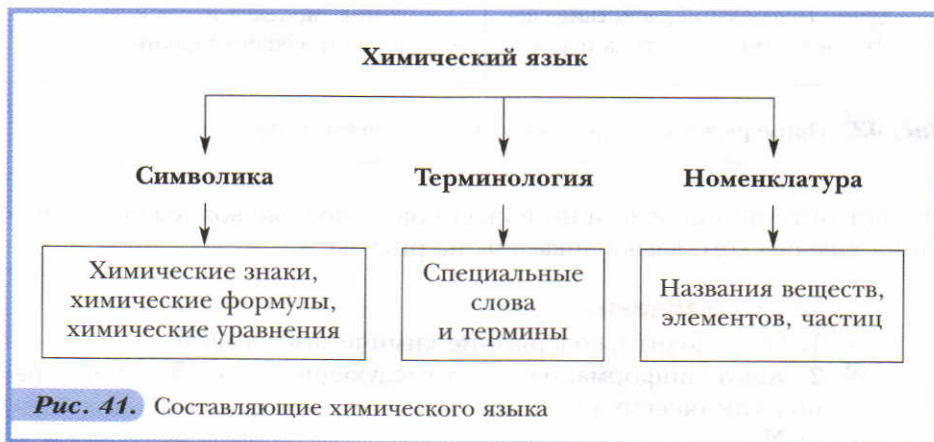 Химический язык
Символика
Терминология
Номенклатура
Химические знаки,
химические формулы,
химические уравнения
Специальные
слова
и термины
Названия веществ,
элементов, частиц
Рис. 41. Составляющие химического языка